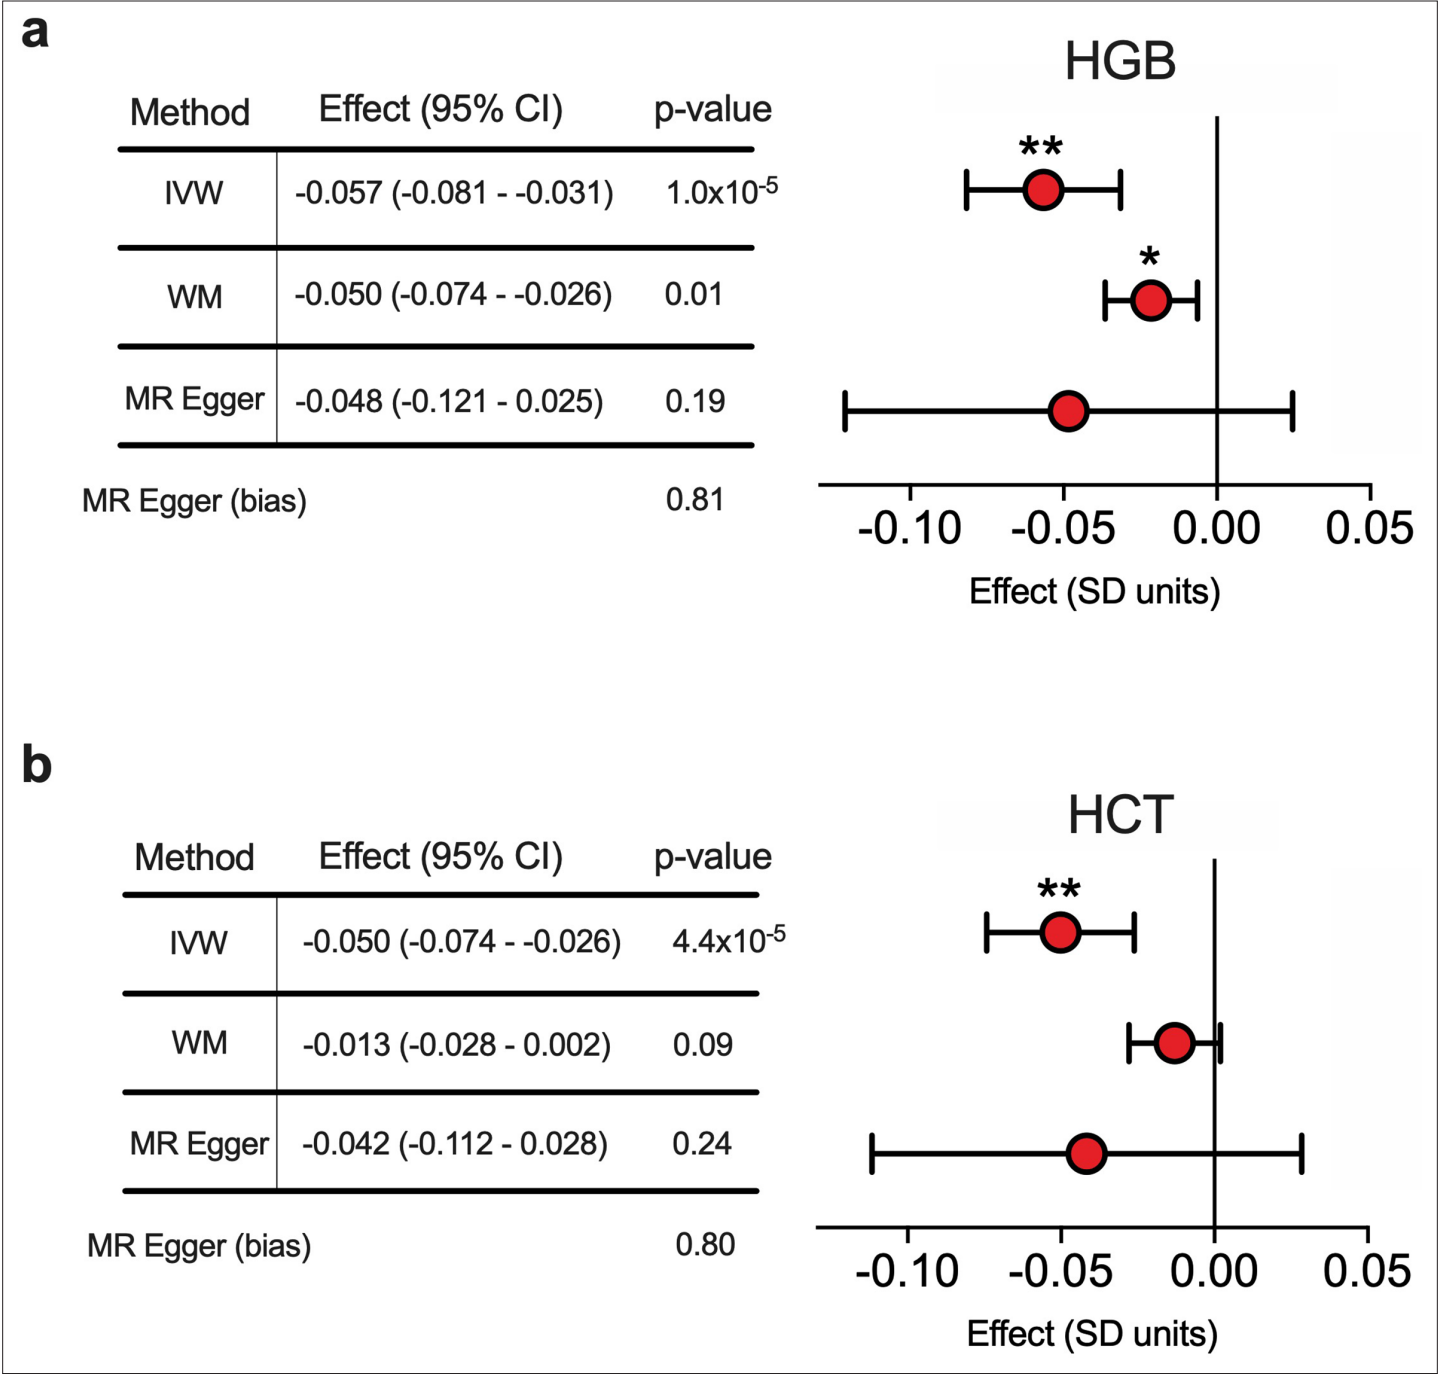 a
HGB
Method Effect (95% CI) p-value
**
IVW -0.057 (-0.081 - -0.031) 1.0x10-5
*
WM -0.050 (-0.074 - -0.026) 0.01
MR Egger -0.048 (-0.121 - 0.025) 0.19
MR Egger (bias) 0.81
-0.10 -0.05 0.00 0.05
Effect (SD units)
b
HCT
Method Effect (95% CI) p-value
**
IVW -0.050 (-0.074 - -0.026) 4.4x10-5
WM -0.013 (-0.028 - 0.002) 0.09
MR Egger -0.042 (-0.112 - 0.028) 0.24
MR Egger (bias) 0.80
-0.10 -0.05 0.00 0.05
Effect (SD units)